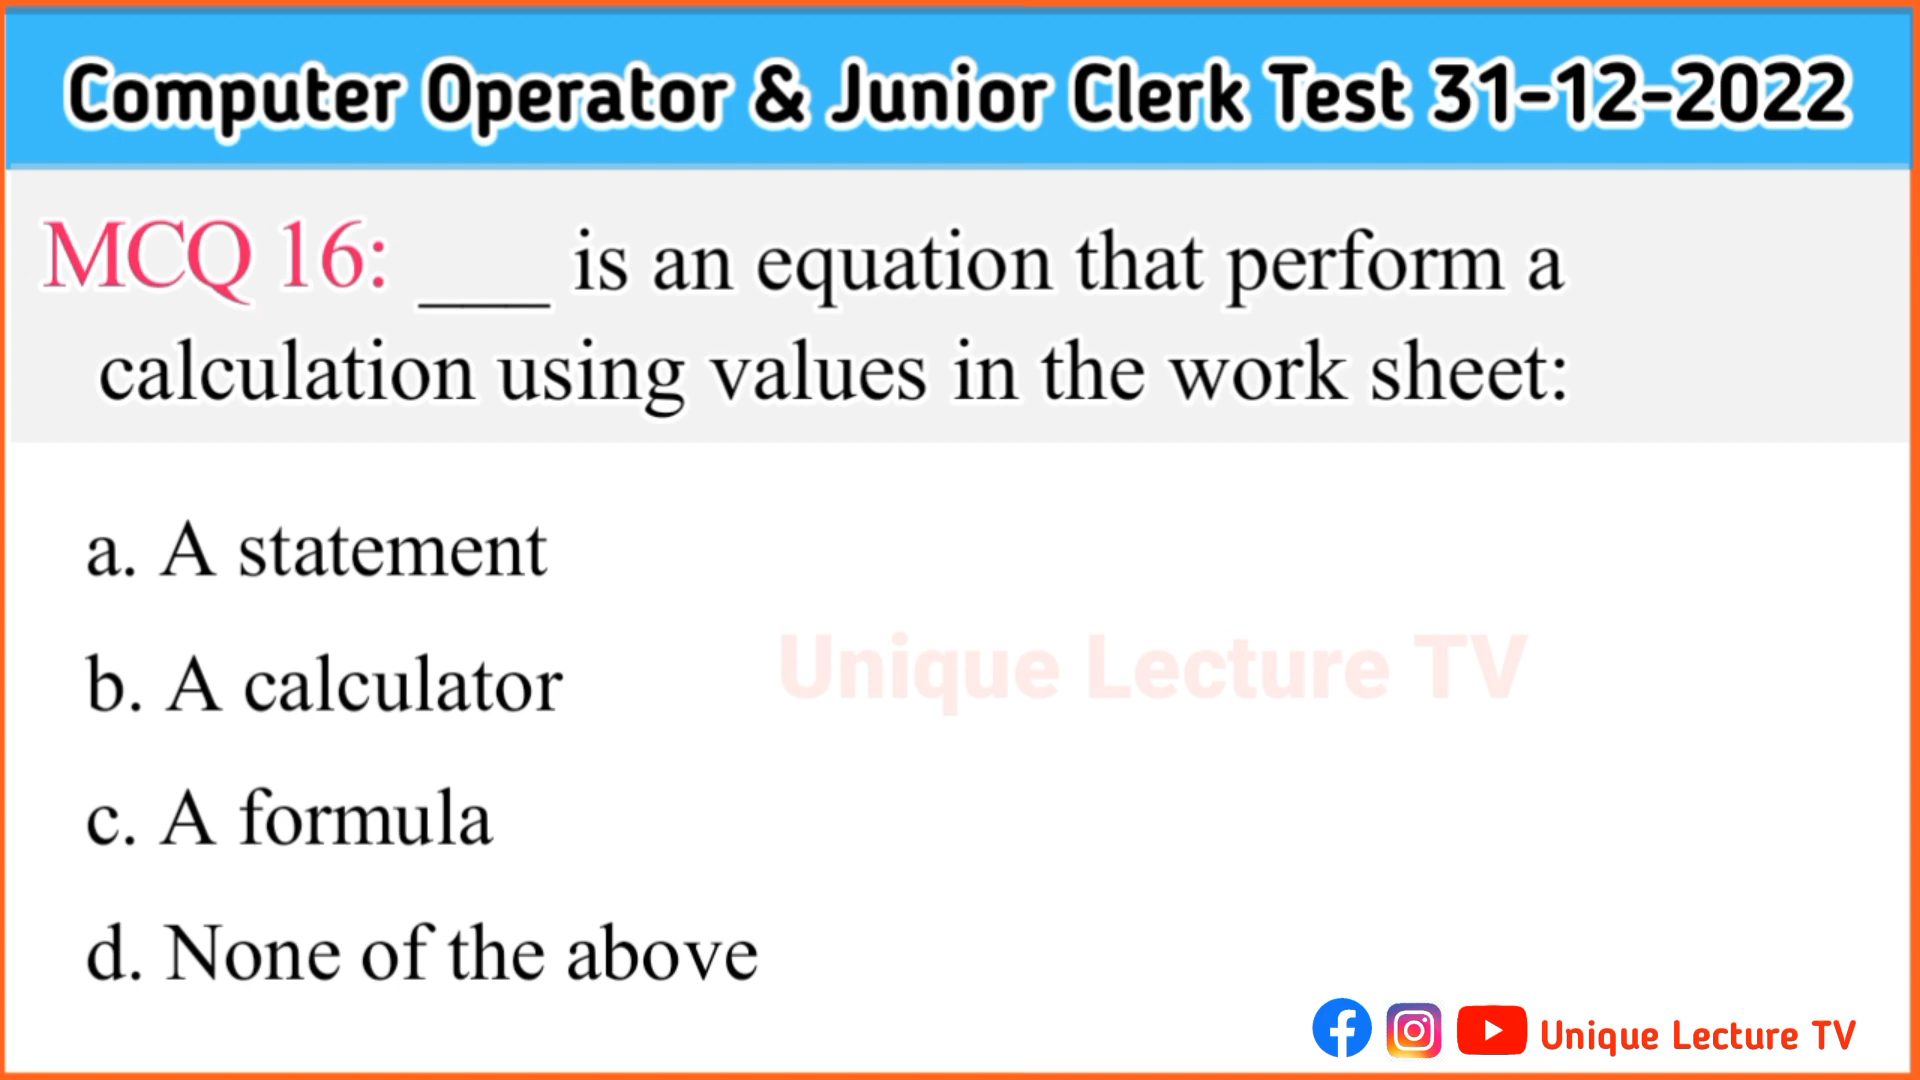 Computer Operator & Junior Clerk Test 31-12-2022
MCQ 16: ___ is an equation that perform a
calculation using values in the work sheet:
a. A statement
b. A calculator
Unique Lecture TV
c. A formula
d. None of the above
Unique Lecture TV